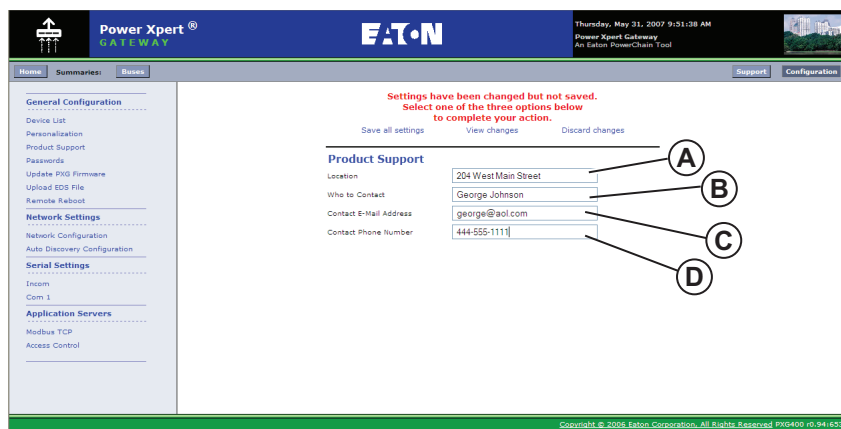 Power Xpert ®
GATEWAY
EATON
Thursday, May 31, 2007 9:51:38 AM
Power Xpert Gateway
An Eaton PowerChain Tool
Home Summaries: Buses Support Configuration
General Configuration
Device List
Personalization
Product Support
Passwords
Update PXG Firmware
Upload EDS File
Remote Reboot
Network Settings
Network Configuration
Auto Discovery Configuration
Serial Settings
Incom
Com 1
Application Servers
Modbus TCP
Access Control
Settings have been changed but not saved.
Select one of the three options below
to complete your action.
Save all settings View changes Discard changes
Product Support
Location 204 West Main Street A
Who to Contact George Johnson B
Contact E-Mail Address george@aol.com C
Contact Phone Number 444-555-1111 D
Copyright © 2006 Eaton Corporation, All Rights Reserved PXG400 r0.94:653